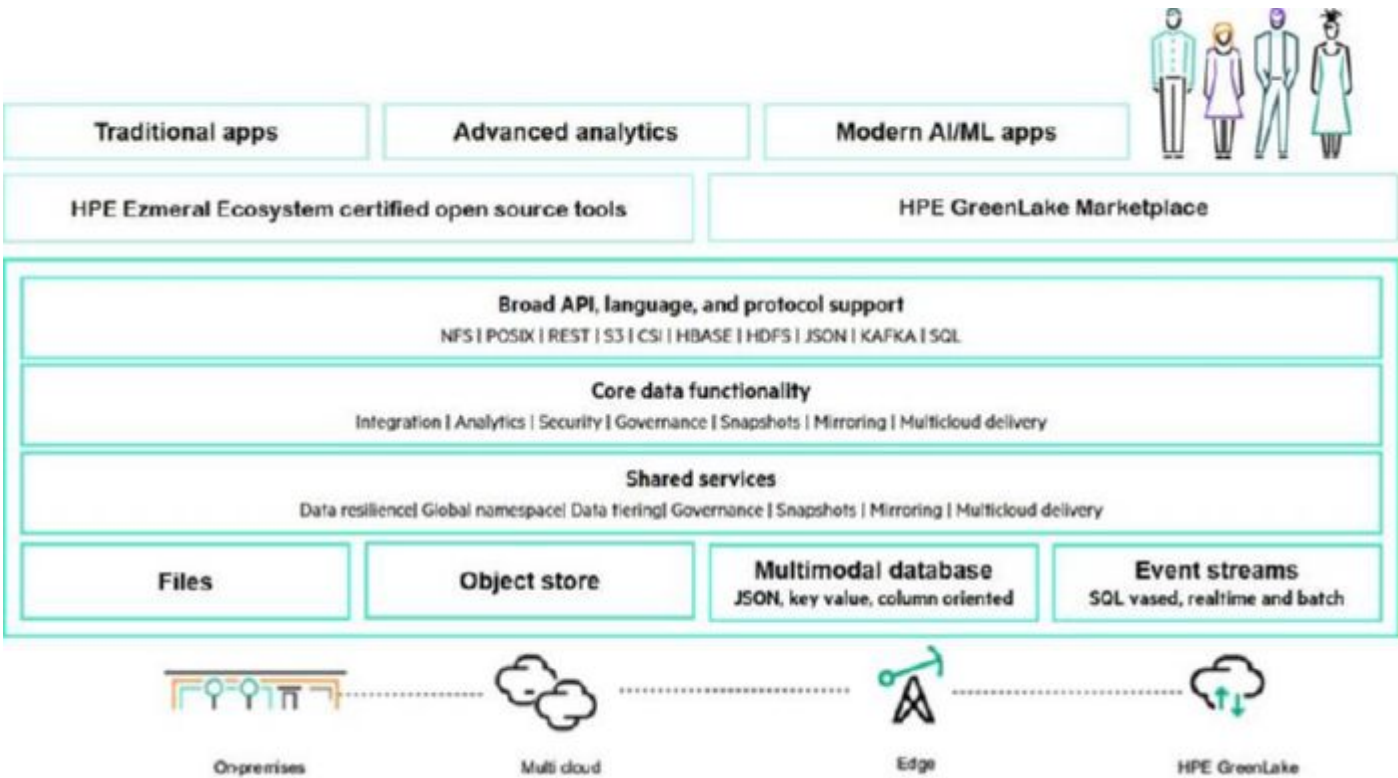 Traditional apps
Advanced analytics
Modern AI/ML apps
HPE Ezmeral Ecosystem certified open source tools
HPE GreenLake Marketplace
Broad API, language, and protocol support
NFS | POSIX | REST | S3 | CSI | HBASE | HDFS | JSON | KAFKA | SQL
Core data functionality
Integration | Analytics | Security | Governance | Snapshots | Mirroring | Multicloud delivery
Shared services
Data resilience| Global namespace| Data tiering| Governance | Snapshots | Mirroring | Multicloud delivery
Files
Object store
Multimodal database
JSON, key value, column oriented
Event streams
SQL vased, realtime and batch
On-premises
Multi cloud
Edge
HPE GreenLake